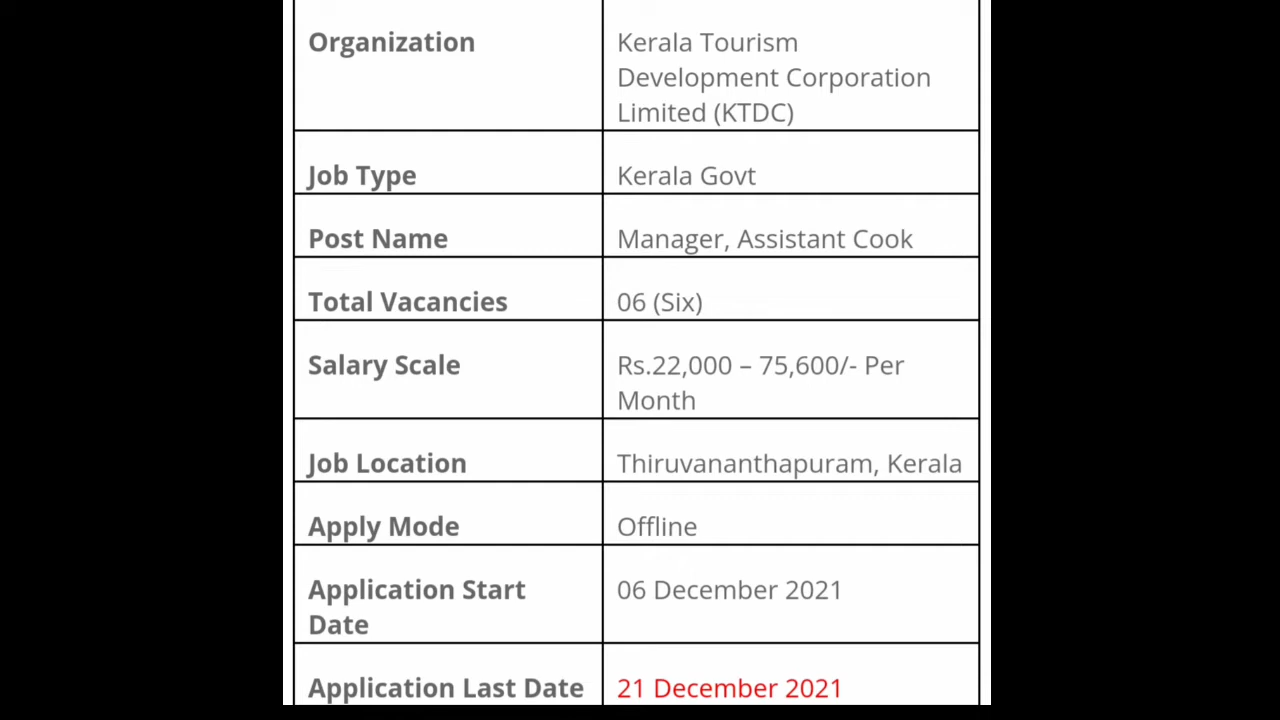 Organization
Kerala Tourism
Development Corporation
Limited (KTDC)
Job Type
Kerala Govt
Post Name
Manager, Assistant Cook
Total Vacancies
06 (Six)
Salary Scale
Rs.22,000 – 75,600/- Per
Month
Job Location
Thiruvananthapuram, Kerala
Apply Mode
Offline
Application Start
Date
06 December 2021
Application Last Date
21 December 2021